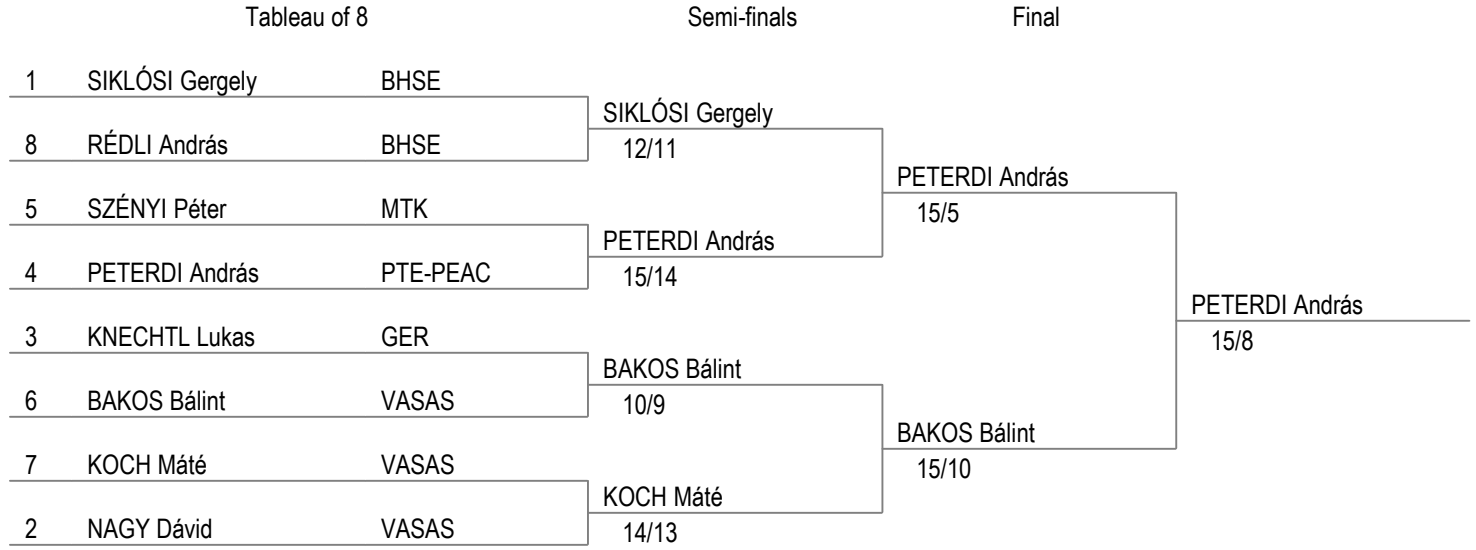 Tableau of 8 Semi-finals Final
1 SIKLÓSI Gergely BHSE
SIKLÓSI Gergely
8 RÉDLI András BHSE
12/11
PETERDI András
5 SZÉNYI Péter MTK
15/5
PETERDI András
4 PETERDI András PTE-PEAC
15/14
PETERDI András
3 KNECHTL Lukas GER
15/8
BAKOS Bálint
6 BAKOS Bálint VASAS
10/9
BAKOS Bálint
7 KOCH Máté VASAS
15/10
KOCH Máté
2 NAGY Dávid VASAS
14/13